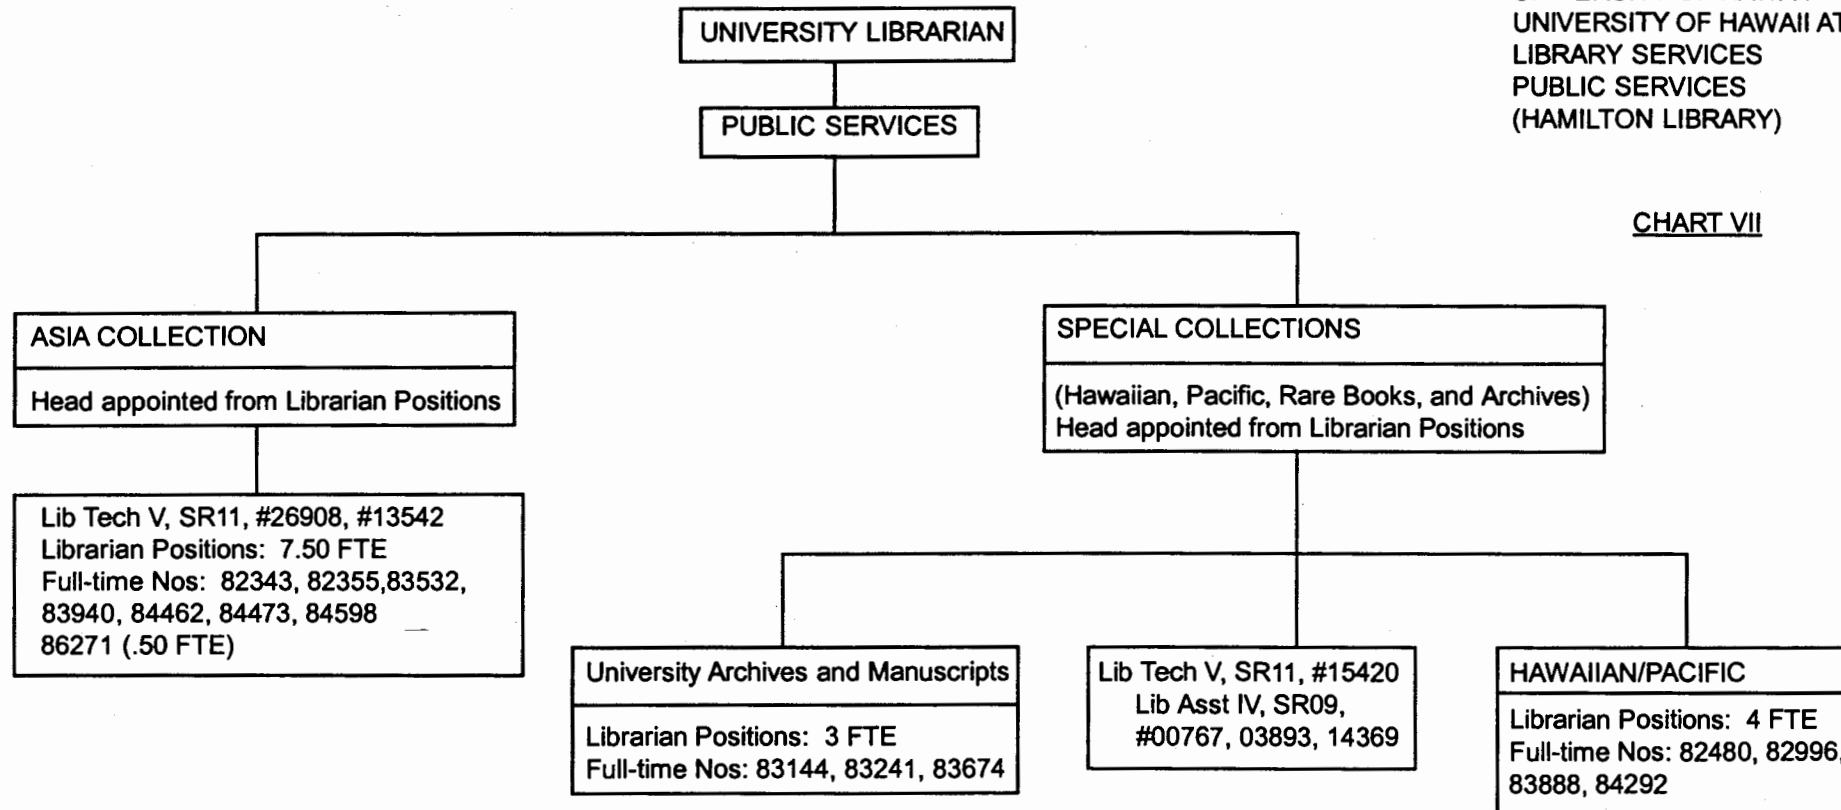 UNIVERSITY OF HAWAII AT
LIBRARY SERVICES
PUBLIC SERVICES
(HAMILTON LIBRARY)
CHART VII
UNIVERSITY LIBRARIAN
PUBLIC SERVICES
ASIA COLLECTION
Head appointed from Librarian Positions
Lib Tech V, SR11, #26908, #13542
Librarian Positions: 7.50 FTE
Full-time Nos: 82343, 82355,83532,
83940, 84462, 84473, 84598
86271 (.50 FTE)
SPECIAL COLLECTIONS
(Hawaiian, Pacific, Rare Books, and Archives)
Head appointed from Librarian Positions
University Archives and Manuscripts
Librarian Positions: 3 FTE
Full-time Nos: 83144, 83241, 83674
Lib Tech V, SR11, #15420
Lib Asst IV, SR09,
#00767, 03893, 14369
HAWAIIAN/PACIFIC
Librarian Positions: 4 FTE
Full-time Nos: 82480, 82996,
83888, 84292